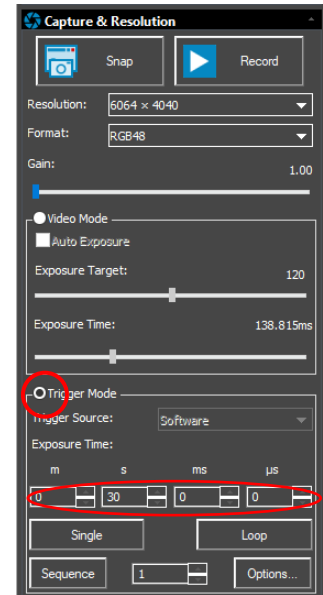 Capture & Resolution
Snap
Record
Resolution: 6064 × 4040
Format: RGB48
Gain:
1.00
Video Mode
Auto Exposure
Exposure Target:
120
Exposure Time:
138.815ms
Trigger Mode
Trigger Source: Software
Exposure Time:
m s ms µs
0 30 0 0
Single Loop
Sequence 1 Options...